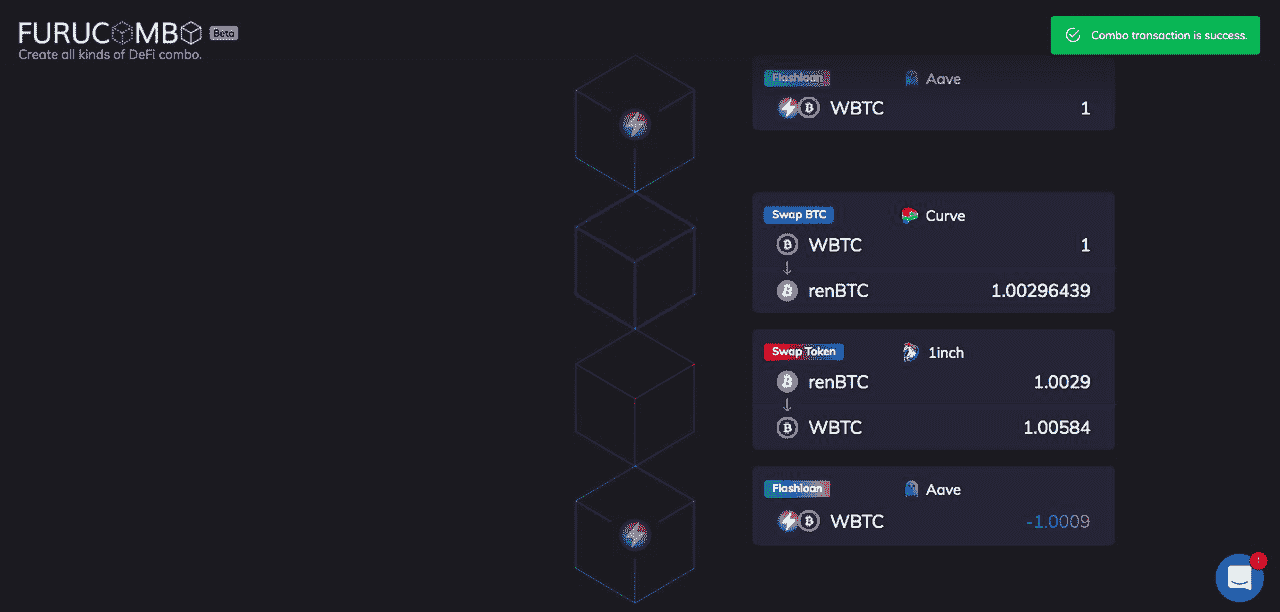 FURUCOMBO Beta
Create all kinds of DeFi combo.
Combo transaction is success.
Flashloan Aave
WBTC 1
Swap BTC Curve
WBTC 1
renBTC 1.00296439
Swap Token 1inch
renBTC 1.0029
WBTC 1.00584
Flashloan Aave
WBTC -1.0009
1